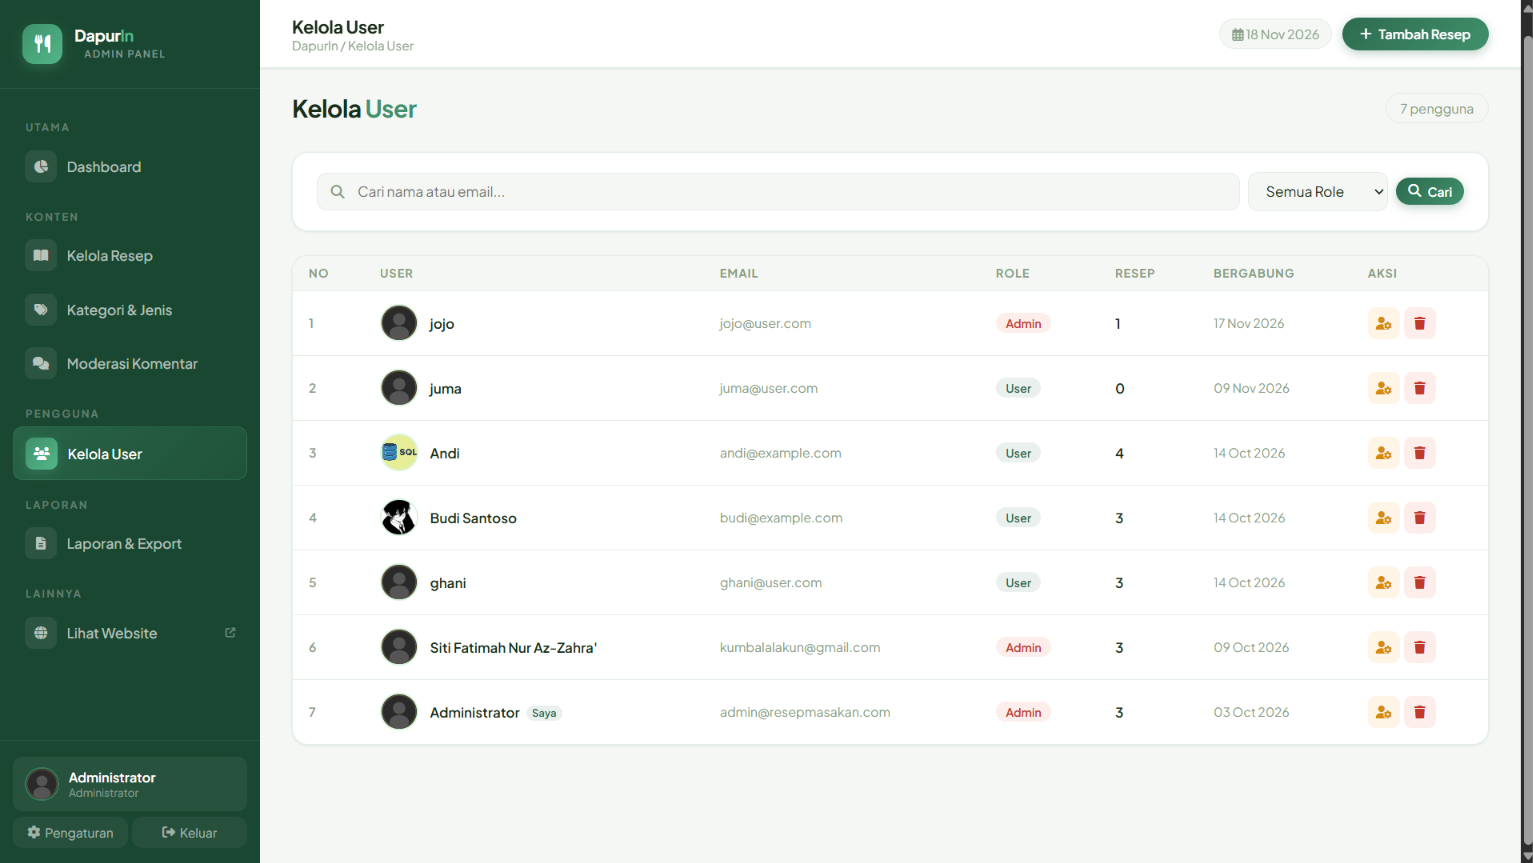 DapurIn
ADMIN PANEL
UTAMA
Dashboard
KONTEN
Kelola Resep
Kategori & Jenis
Moderasi Komentar
PENGGUNA
Kelola User
LAPORAN
Laporan & Export
LAINNYA
Lihat Website
Administrator
Administrator
Pengaturan
Keluar
Kelola User
DapurIn / Kelola User
18 Nov 2026
+ Tambah Resep
Kelola User
7 pengguna
Cari nama atau email...
Semua Role
Cari
NO USER EMAIL ROLE RESEP BERGABUNG AKSI
1 jojo jojo@user.com Admin 1 17 Nov 2026
2 juma juma@user.com User 0 09 Nov 2026
3 SQL Andi andi@example.com User 4 14 Oct 2026
4 Budi Santoso budi@example.com User 3 14 Oct 2026
5 ghani ghani@user.com User 3 14 Oct 2026
6 Siti Fatimah Nur Az-Zahra' kumbalalakun@gmail.com Admin 3 09 Oct 2026
7 Administrator Saya admin@resepmasakan.com Admin 3 03 Oct 2026